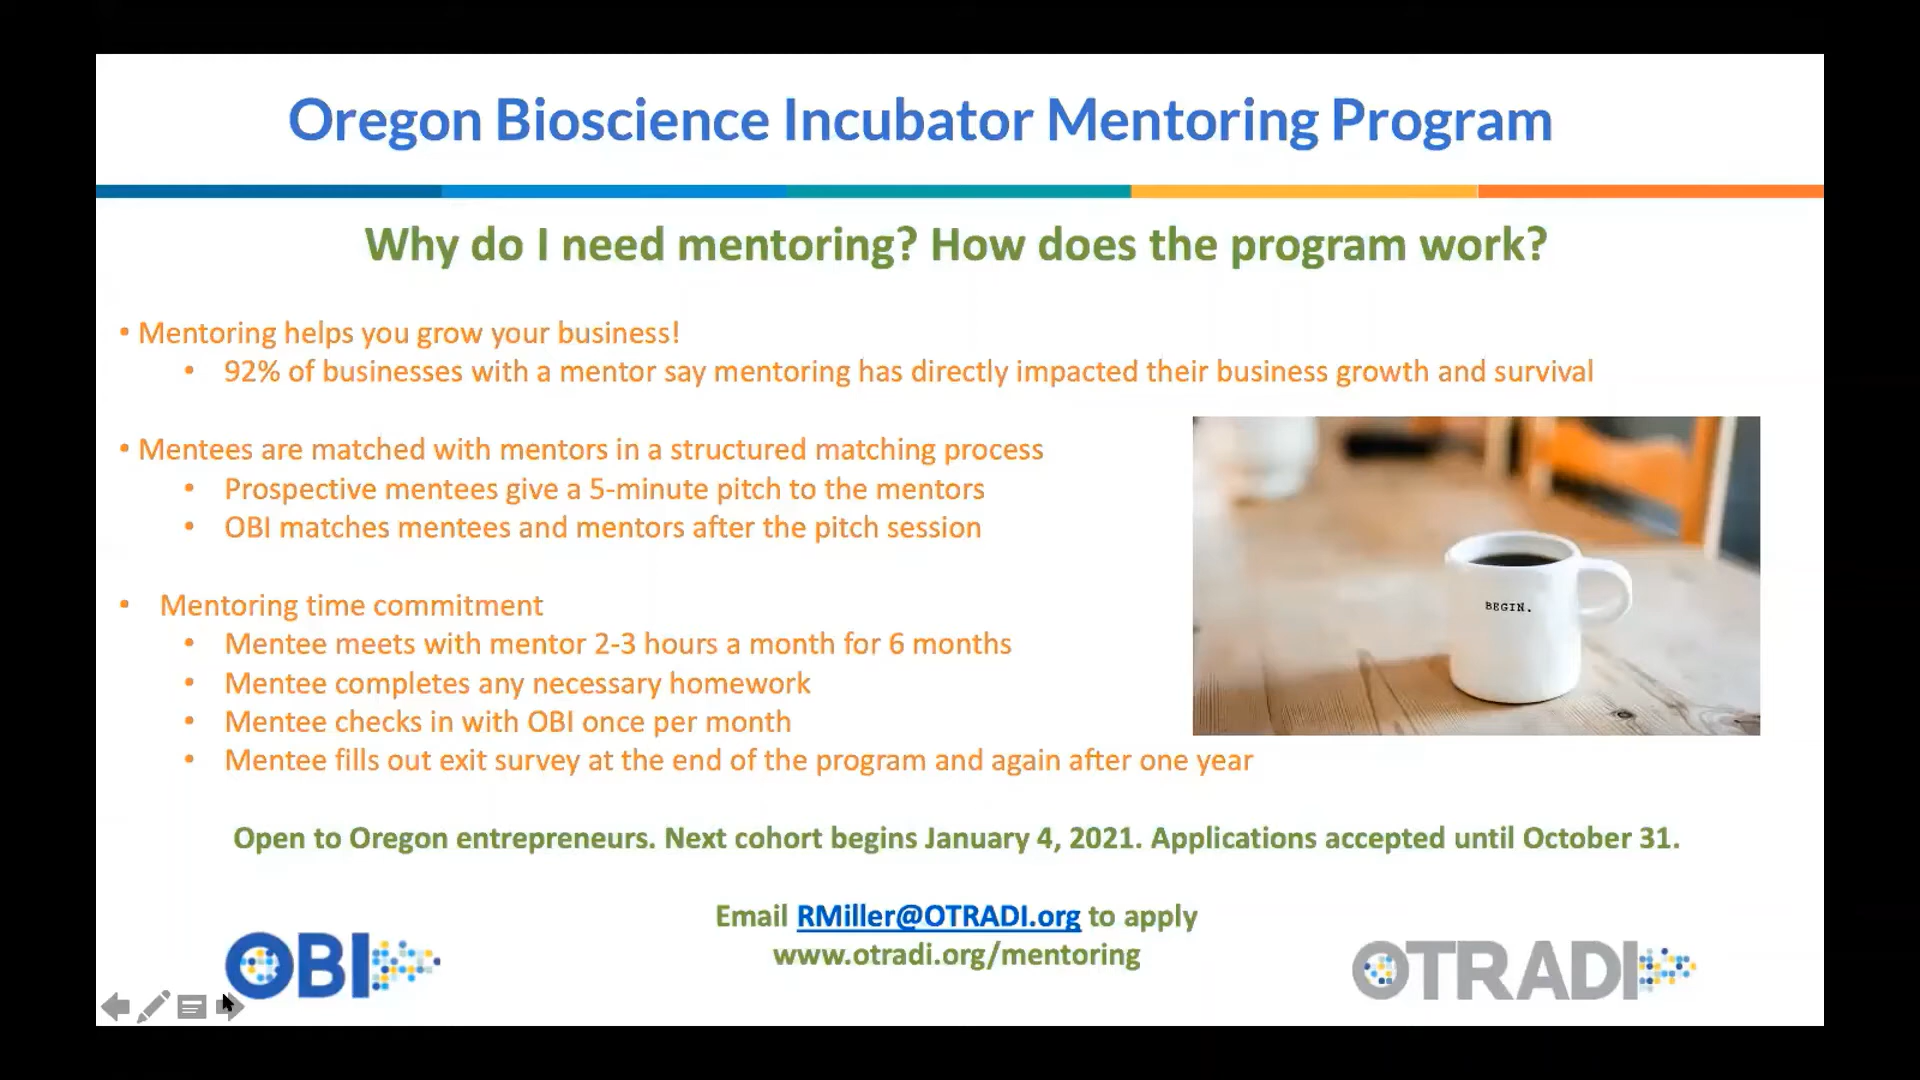 Oregon Bioscience Incubator Mentoring Program
Why do I need mentoring? How does the program work?
• Mentoring helps you grow your business!
• 92% of businesses with a mentor say mentoring has directly impacted their business growth and survival
• Mentees are matched with mentors in a structured matching process
• Prospective mentees give a 5-minute pitch to the mentors
• OBI matches mentees and mentors after the pitch session
BEGIN.
• Mentoring time commitment
• Mentee meets with mentor 2-3 hours a month for 6 months
• Mentee completes any necessary homework
• Mentee checks in with OBI once per month
• Mentee fills out exit survey at the end of the program and again after one year
Open to Oregon entrepreneurs. Next cohort begins January 4, 2021. Applications accepted until October 31.
Email RMiller@OTRADI.org to apply
www.otradi.org/mentoring
OBI
OTRADI